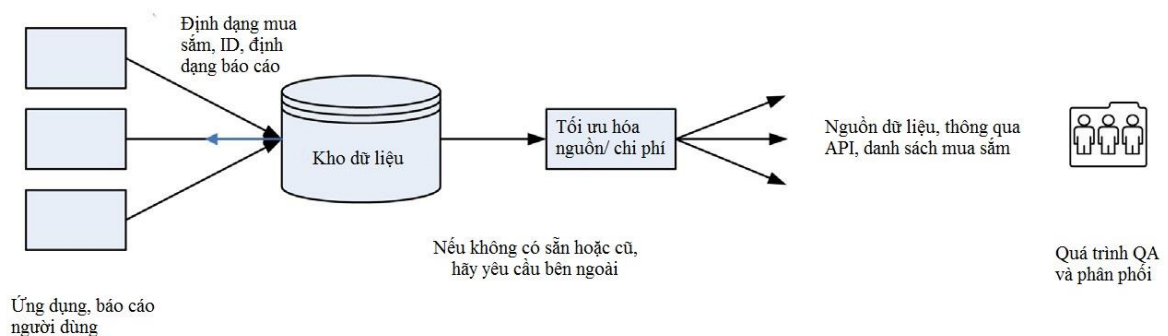 Định dạng mua
sắm, ID, định
dạng báo cáo
Kho dữ liệu
Tối ưu hóa
nguồn/ chi phí
Nguồn dữ liệu, thông qua
API, danh sách mua sắm
Nếu không có sẵn hoặc cũ,
hãy yêu cầu bên ngoài
Quá trình QA
và phân phối
Ứng dụng, báo cáo
người dùng